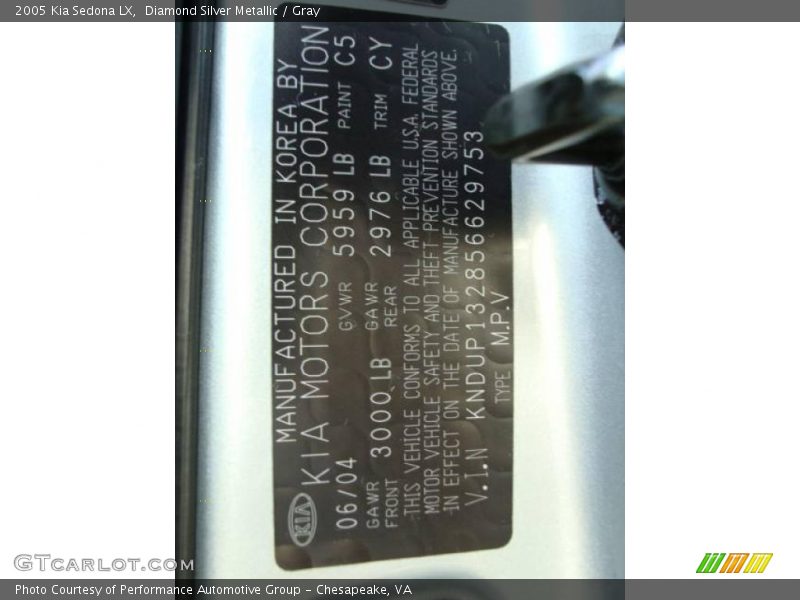 2005 Kia Sedona LX,  Diamond Silver Metallic / Gray
MANUFACTURED IN KOREA BY
KIA KIA MOTORS CORPORATION
06/04 GVWR 5959 LB PAINT C5
GAWR FRONT 3000 LB GAWR REAR 2976 LB TRIM CY
THIS VEHICLE CONFORMS TO ALL APPLICABLE U.S.A. FEDERAL
MOTOR VEHICLE SAFETY AND THEFT PREVENTION STANDARDS
IN EFFECT ON THE DATE OF MANUFACTURE SHOWN ABOVE.
V.I.N KNDUP132856629753
TYPE M.P.V
GTcarlot.com
Photo Courtesy of Performance Automotive Group - Chesapeake, VA